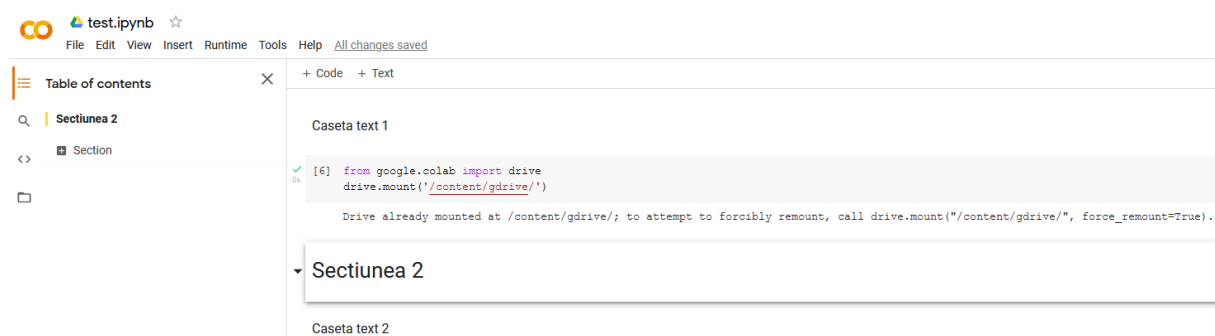 test.ipynb
File Edit View Insert Runtime Tools Help All changes saved
Table of contents
Sectiunea 2
Section
+ Code + Text
Caseta text 1
[6] from google.colab import drive
drive.mount('/content/gdrive/')
0s
Drive already mounted at /content/gdrive/; to attempt to forcibly remount, call drive.mount("/content/gdrive/", force_remount=True).
Sectiunea 2
Caseta text 2